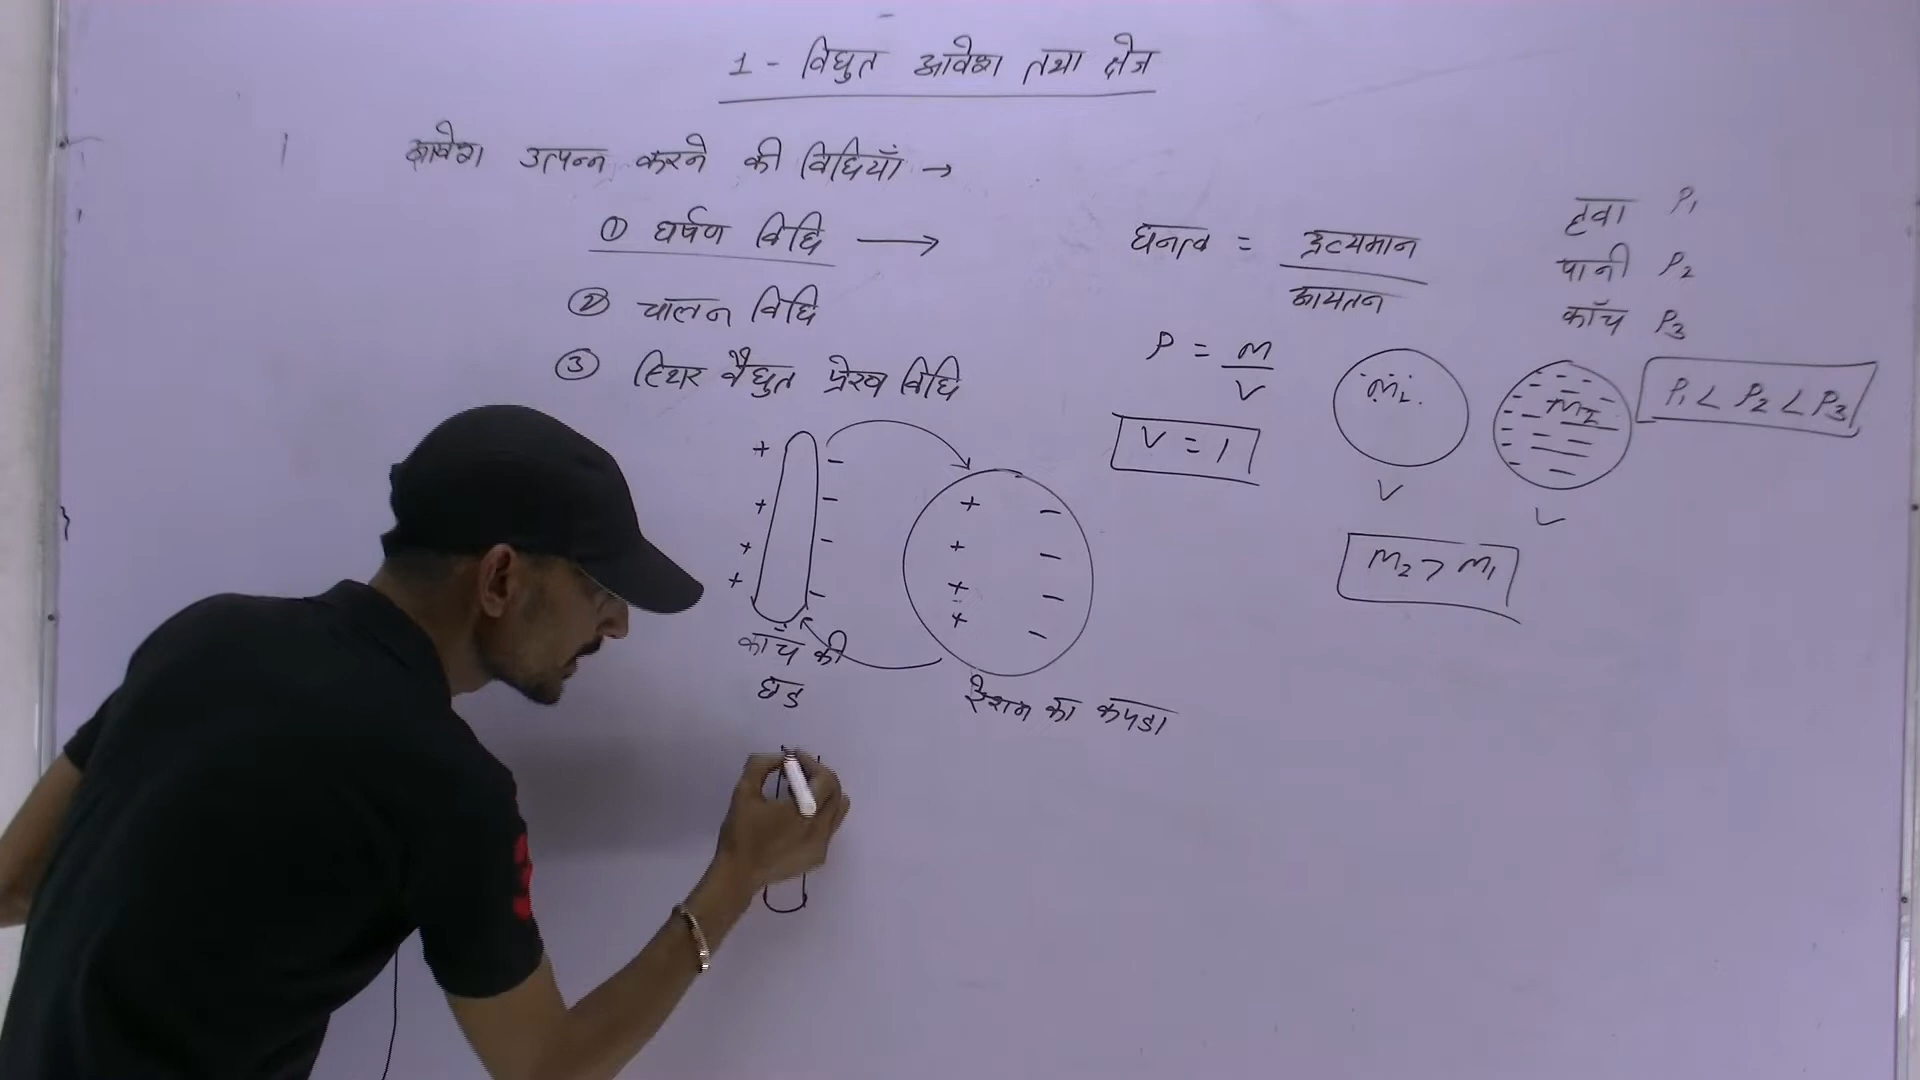 1 - विद्युत आवेश तथा क्षेत्र
आवेश उत्पन्न करने की विधियाँ →
① घर्षण विधि →
② चालन विधि
③ स्थिर वैद्युत प्रेरण विधि
घनत्व = द्रव्यमान
आयतन
ρ = m
V
V = 1
हवा ρ₁
पानी ρ₂
काँच ρ₃
ρ₁ < ρ₂ < ρ₃
m₁
m₂
V
V
m₂ > m₁
+ -
+ -
+ -
+ -
+ -
+ -
+ -
+ -
काँच की
छड
रेशम का कपडा